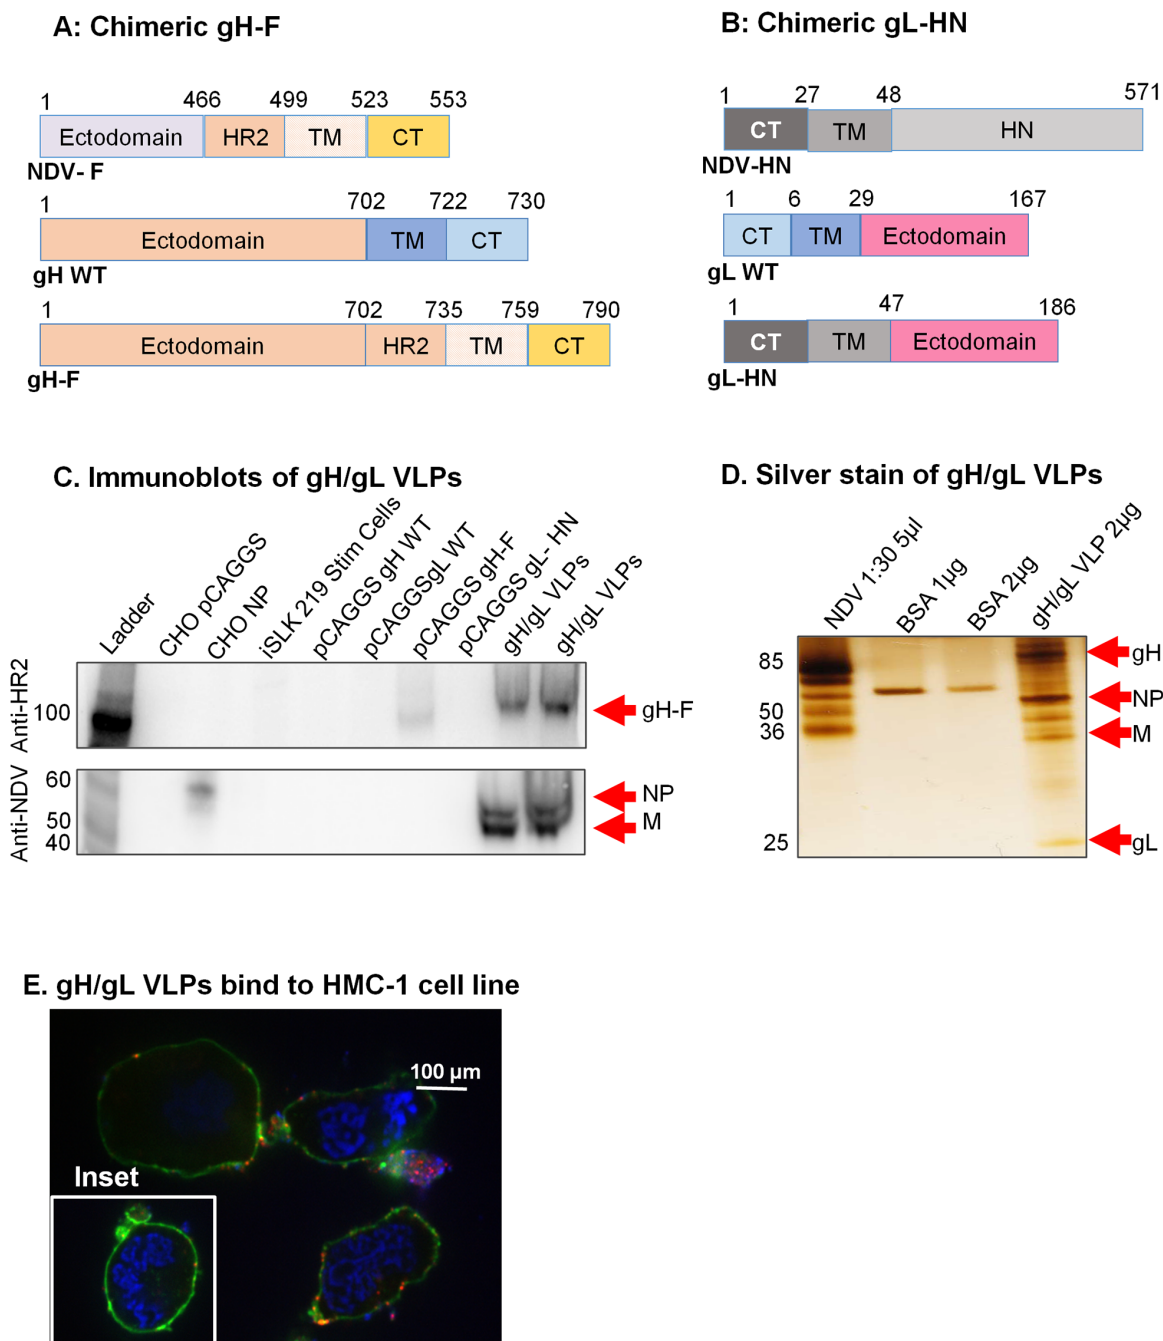 A: Chimeric gH-F
1 466 499 523 553
Ectodomain HR2 TM CT
NDV- F
1 702 722 730
Ectodomain TM CT
gH WT
1 702 735 759 790
Ectodomain HR2 TM CT
gH-F
B: Chimeric gL-HN
1 27 48 571
CT TM HN
NDV-HN
1 6 29 167
CT TM Ectodomain
gL WT
1 47 186
CT TM Ectodomain
gL-HN
C. Immunoblots of gH/gL VLPs
Ladder
CHO pCAGGS
CHO NP
iSLK 219 Stim Cells
pCAGGS gH WT
pCAGGSgL WT
pCAGGS gH-F
pCAGGS gL- HN
gH/gL VLPs
gH/gL VLPs
Anti-HR2
100
gH-F
Anti-NDV
60
50
40
NP
M
D. Silver stain of gH/gL VLPs
NDV 1:30 5µl
BSA 1µg
BSA 2µg
gH/gL VLP 2µg
85
50
36
25
gH
NP
M
gL
E. gH/gL VLPs bind to HMC-1 cell line
100 µm
Inset